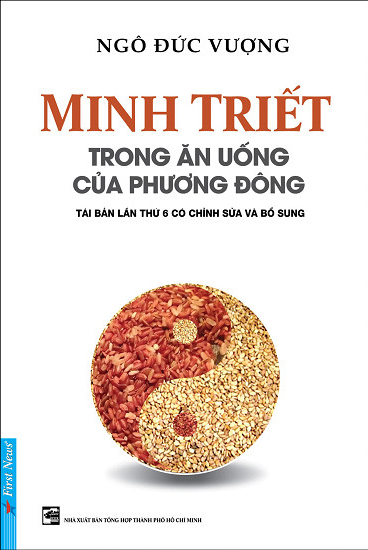 NGÔ ĐỨC VƯỢNG
MINH TRIẾT
TRONG ĂN UỐNG
CỦA PHƯƠNG ĐÔNG
TÁI BẢN LẦN THỨ 6 CÓ CHỈNH SỬA VÀ BỔ SUNG
First News
NHÀ XUẤT BẢN TỔNG HỢP THÀNH PHỐ HỒ CHÍ MINH